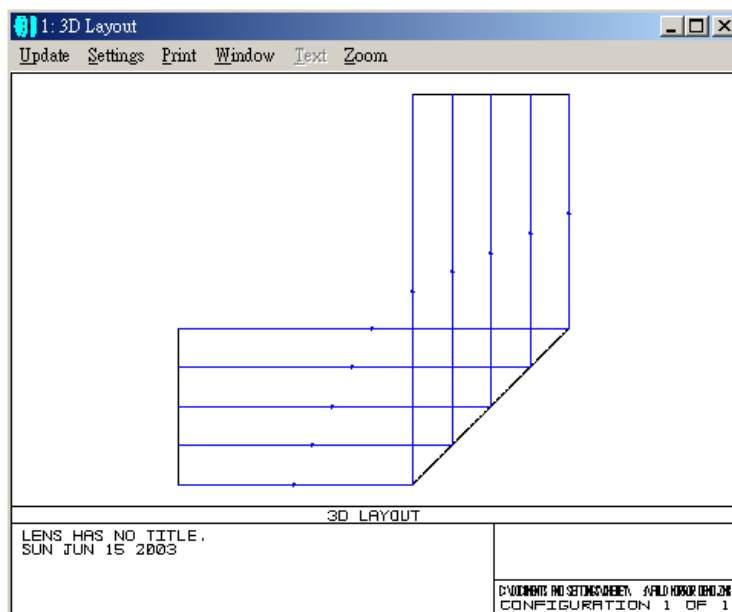 1: 3D Layout
Update Settings Print Window Text Zoom
3D LAYOUT
LENS HAS NO TITLE.
SUN JUN 15 2003
CONFIGURATION 1 OF 1